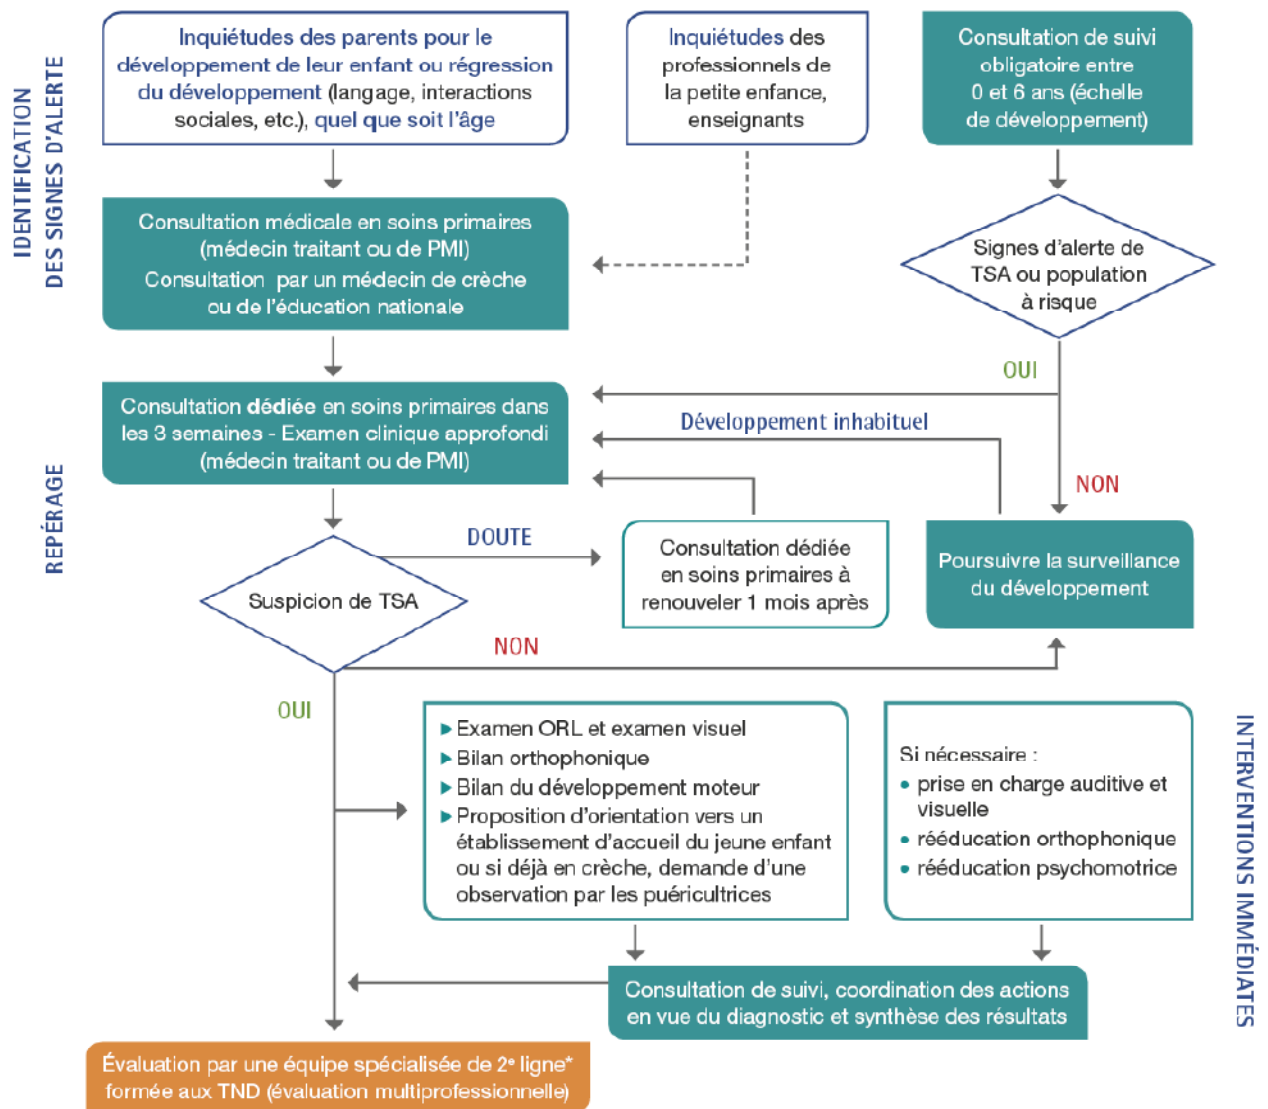 IDENTIFICATION
DES SIGNES D'ALERTE
Inquiétudes des parents pour le
développement de leur enfant ou régression
du développement (langage, interactions
sociales, etc.), quel que soit l'âge
Inquiétudes des
professionnels de
la petite enfance,
enseignants
Consultation de suivi
obligatoire entre
0 et 6 ans (échelle
de développement)
Consultation médicale en soins primaires
(médecin traitant ou de PMI)
Consultation par un médecin de crèche
ou de l'éducation nationale
Signes d'alerte de
TSA ou population
à risque
OUI
NON
REPÉRAGE
Consultation dédiée en soins primaires dans
les 3 semaines - Examen clinique approfondi
(médecin traitant ou de PMI)
Développement inhabituel
DOUTE
Suspicion de TSA
Consultation dédiée
en soins primaires à
renouveler 1 mois après
Poursuivre la surveillance
du développement
NON
OUI
INTERVENTIONS IMMÉDIATES
▶ Examen ORL et examen visuel
▶ Bilan orthophonique
▶ Bilan du développement moteur
▶ Proposition d'orientation vers un
établissement d'accueil du jeune enfant
ou si déjà en crèche, demande d'une
observation par les puéricultrices
Si nécessaire :
• prise en charge auditive et
visuelle
• rééducation orthophonique
• rééducation psychomotrice
Consultation de suivi, coordination des actions
en vue du diagnostic et synthèse des résultats
Évaluation par une équipe spécialisée de 2e ligne*
formée aux TND (évaluation multiprofessionnelle)